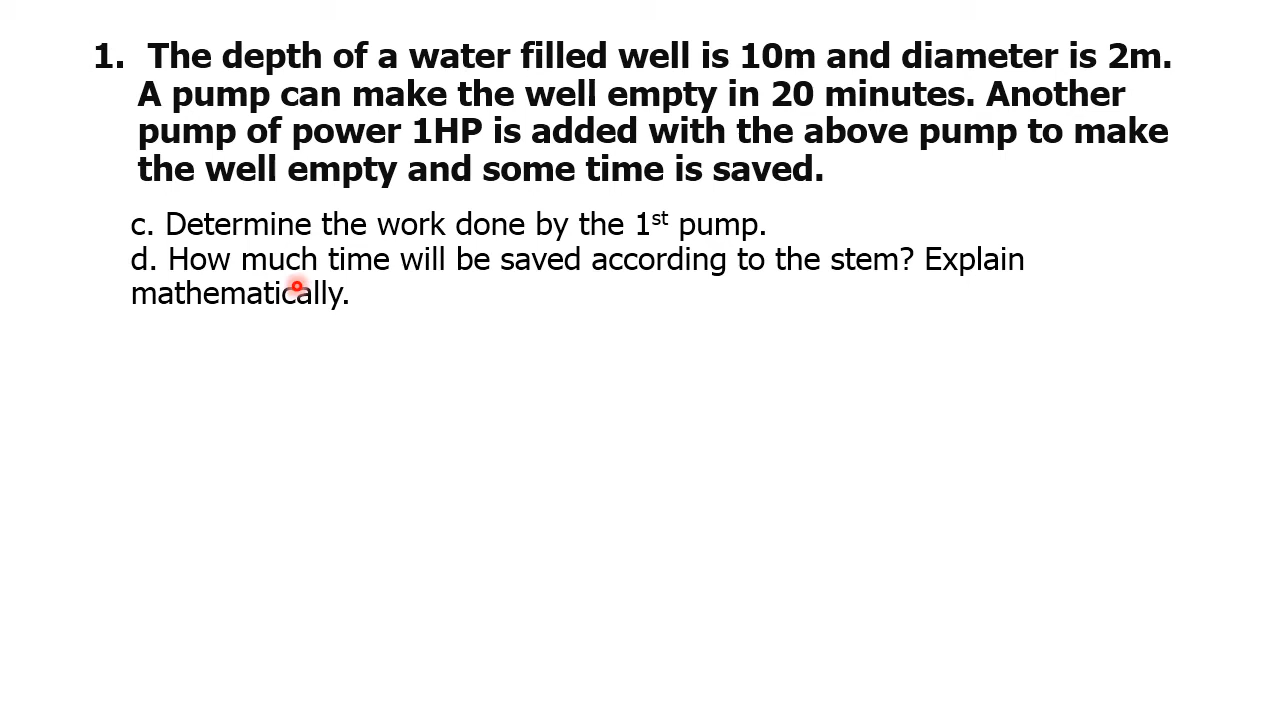 1. The depth of a water filled well is 10m and diameter is 2m.
A pump can make the well empty in 20 minutes. Another
pump of power 1HP is added with the above pump to make
the well empty and some time is saved.
c. Determine the work done by the 1st pump.
d. How much time will be saved according to the stem? Explain
mathematically.